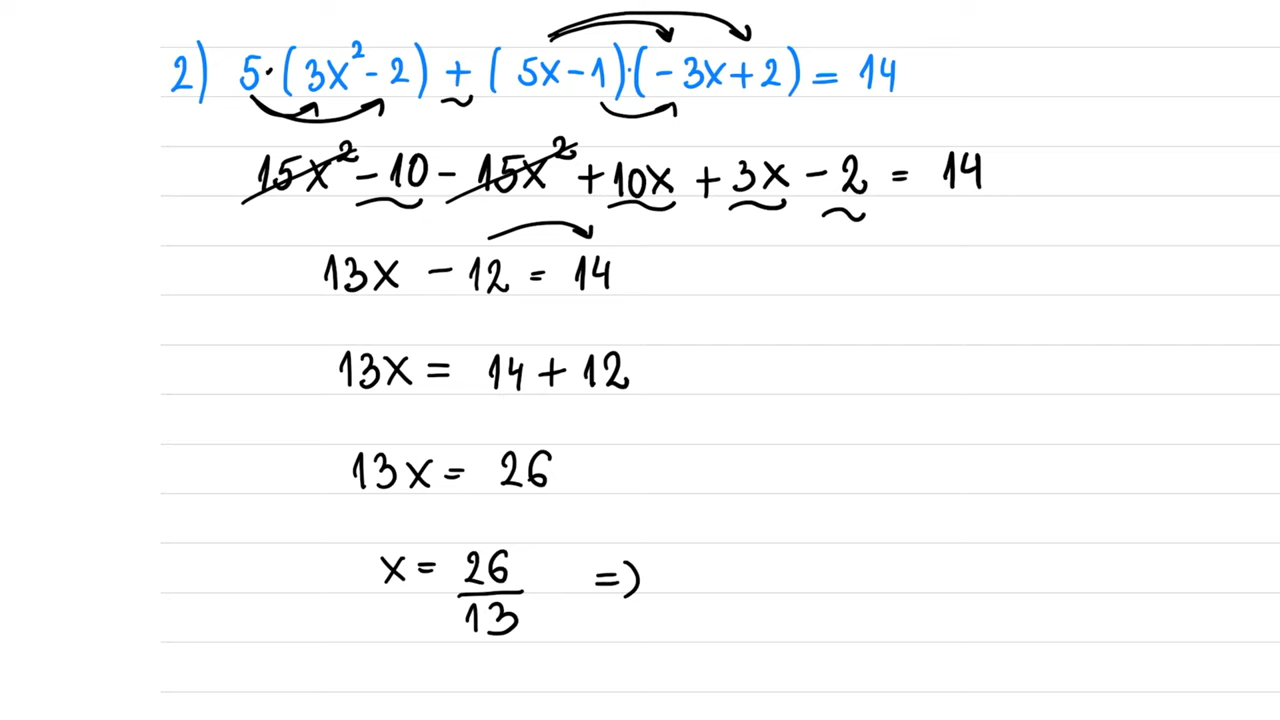 2) 5·(3x²-2) + (5x-1)·(-3x+2) = 14
15x² - 10 - 15x² + 10x + 3x - 2 = 14
13x - 12 = 14
13x = 14 + 12
13x = 26
x = 26/13 =>